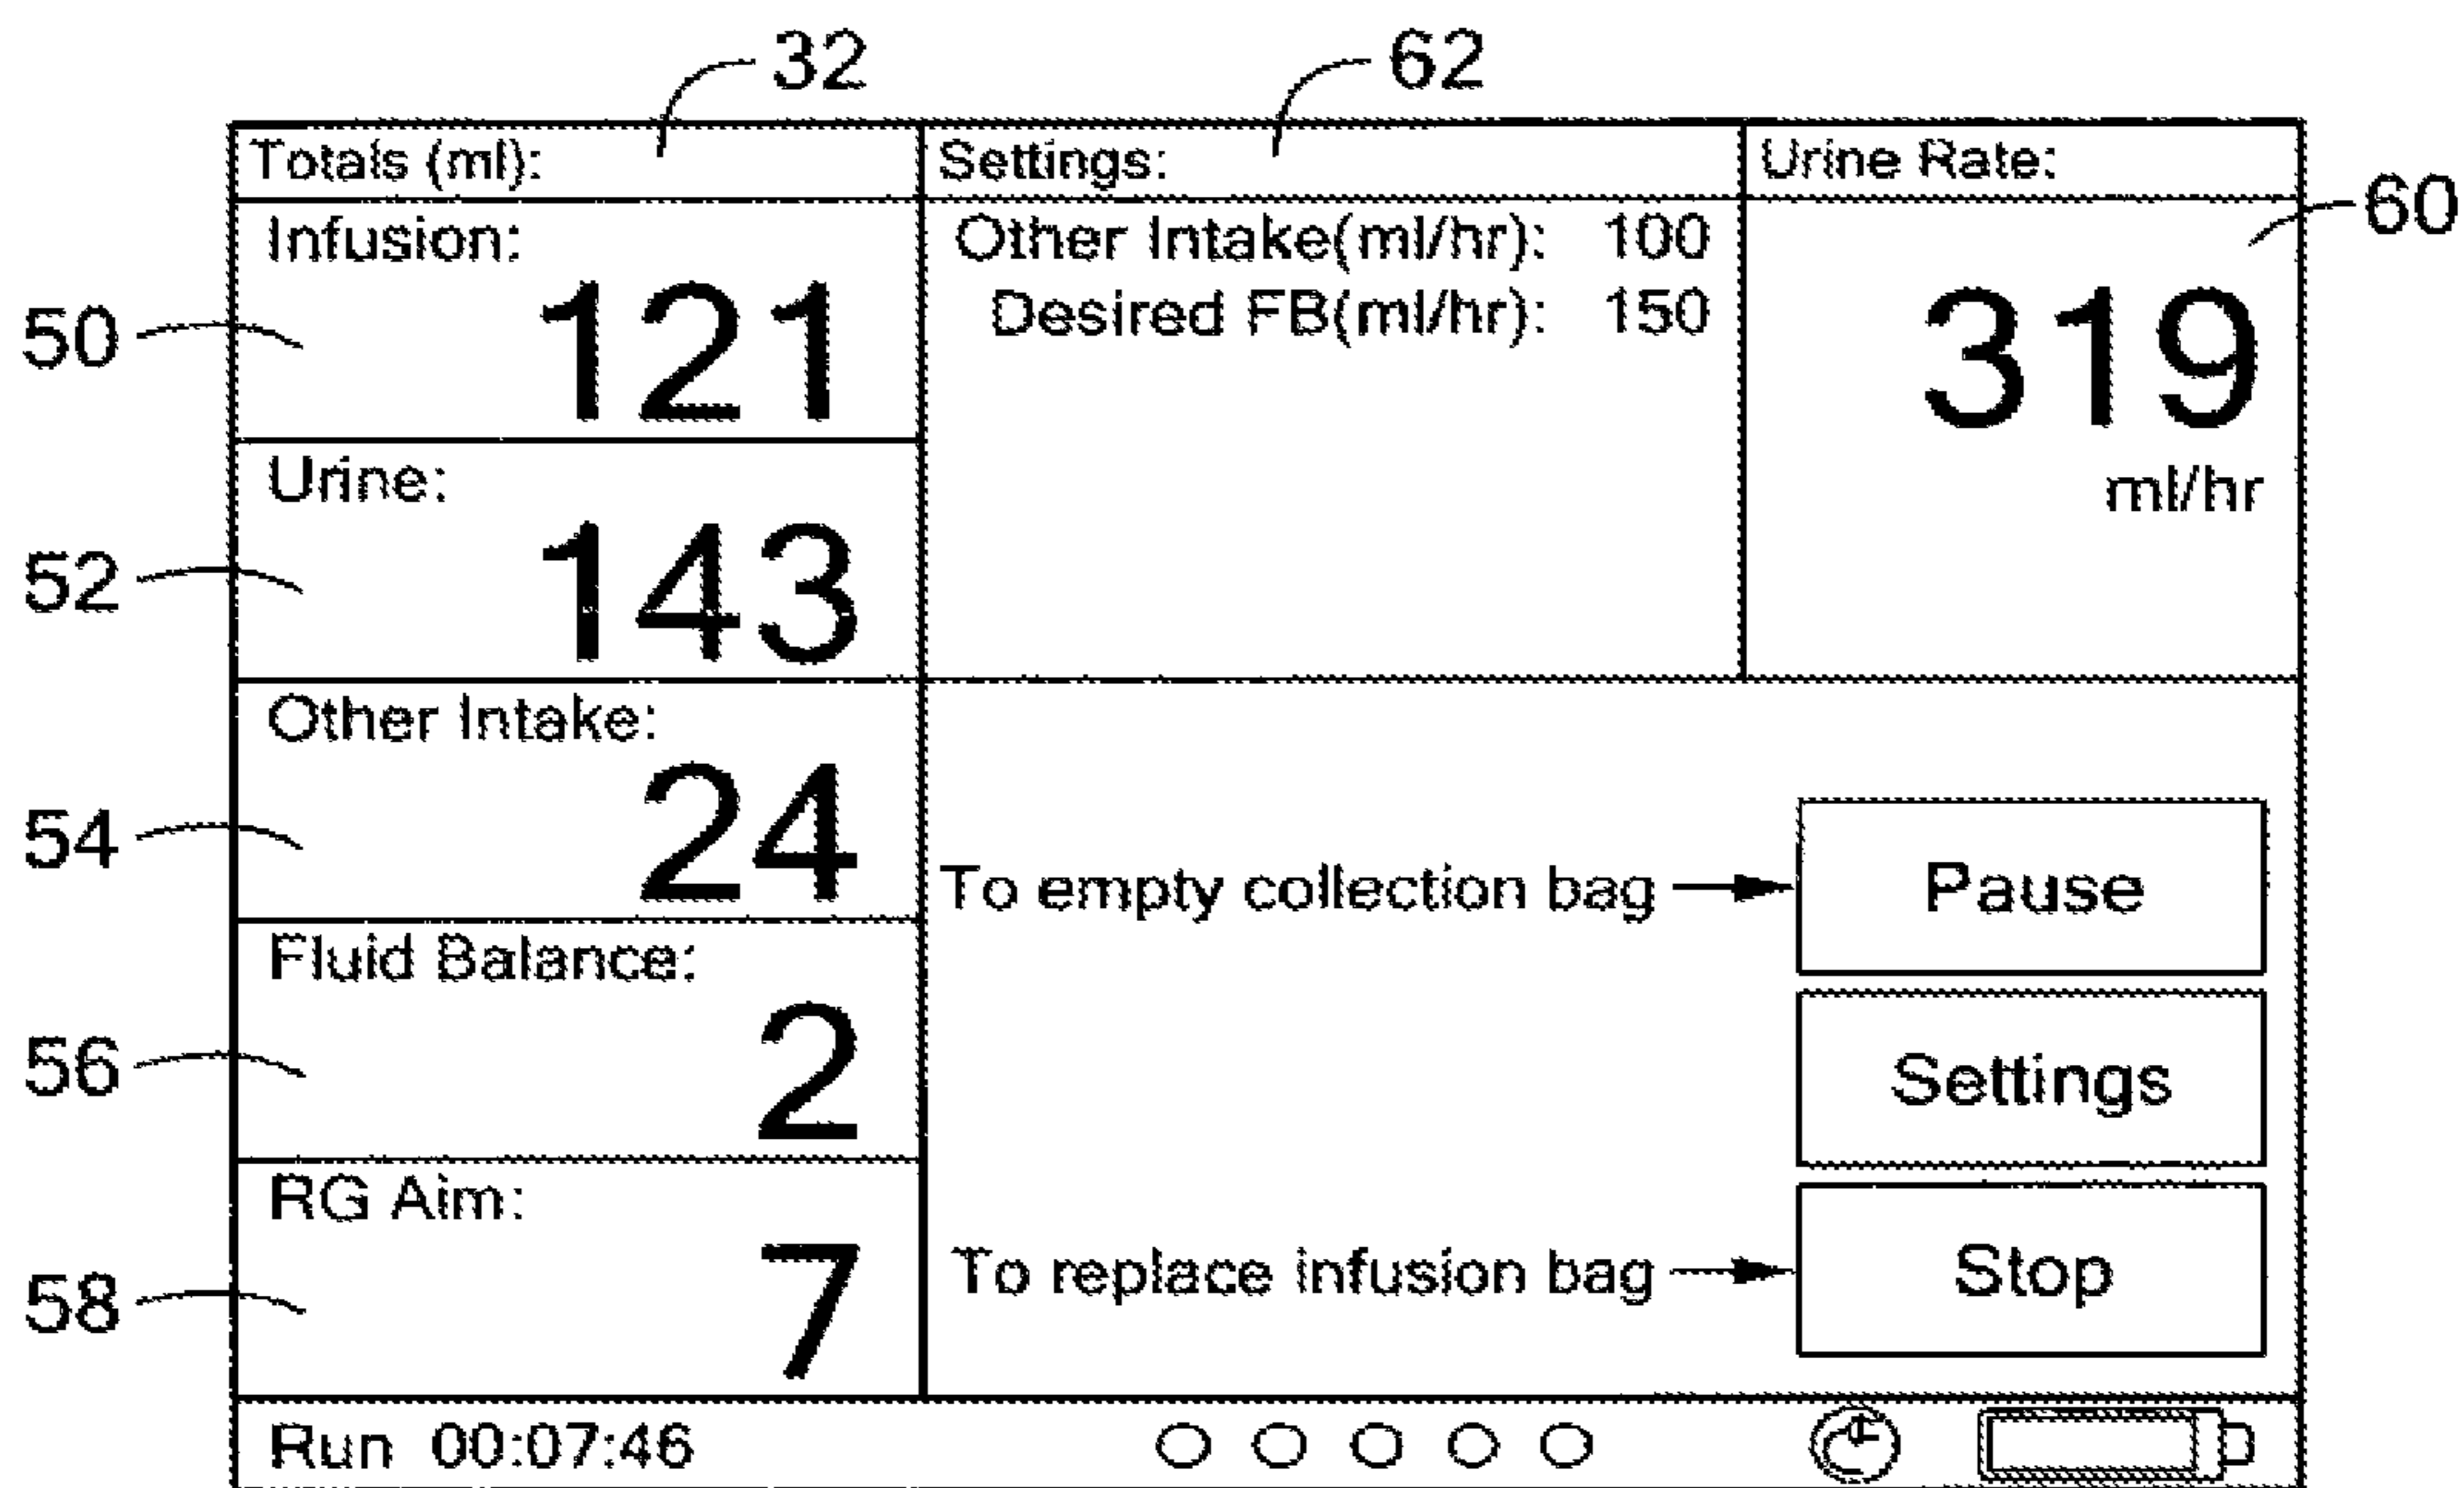 32
62
Totals (ml):
Settings:
Urine Rate:
60
Infusion:
121
Other Intake(ml/hr): 100
Desired FB(ml/hr): 150
319
ml/hr
50
Urine:
143
52
Other Intake:
24
54
To empty collection bag
Pause
Fluid Balance:
2
56
Settings
RG Aim:
7
58
To replace infusion bag
Stop
Run 00:07:46